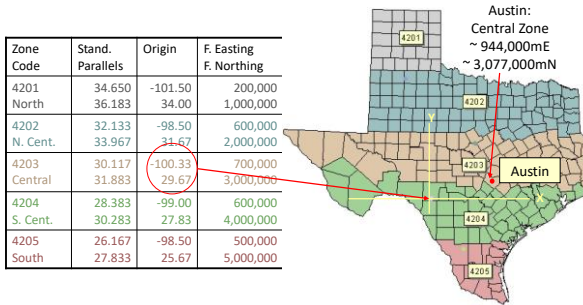 Zone Stand. Origin F. Easting
Code Parallels F. Northing
4201 34.650 -101.50 200,000
North 36.183 34.00 1,000,000
4202 32.133 -98.50 600,000
N. Cent. 33.967 31.67 2,000,000
4203 30.117 -100.33 700,000
Central 31.883 29.67 3,000,000
4204 28.383 -99.00 600,000
S. Cent. 30.283 27.83 4,000,000
4205 26.167 -98.50 500,000
South 27.833 25.67 5,000,000
Austin:
Central Zone
~ 944,000mE
~ 3,077,000mN
4201
4202
Y
4203
Austin
X
4204
4205